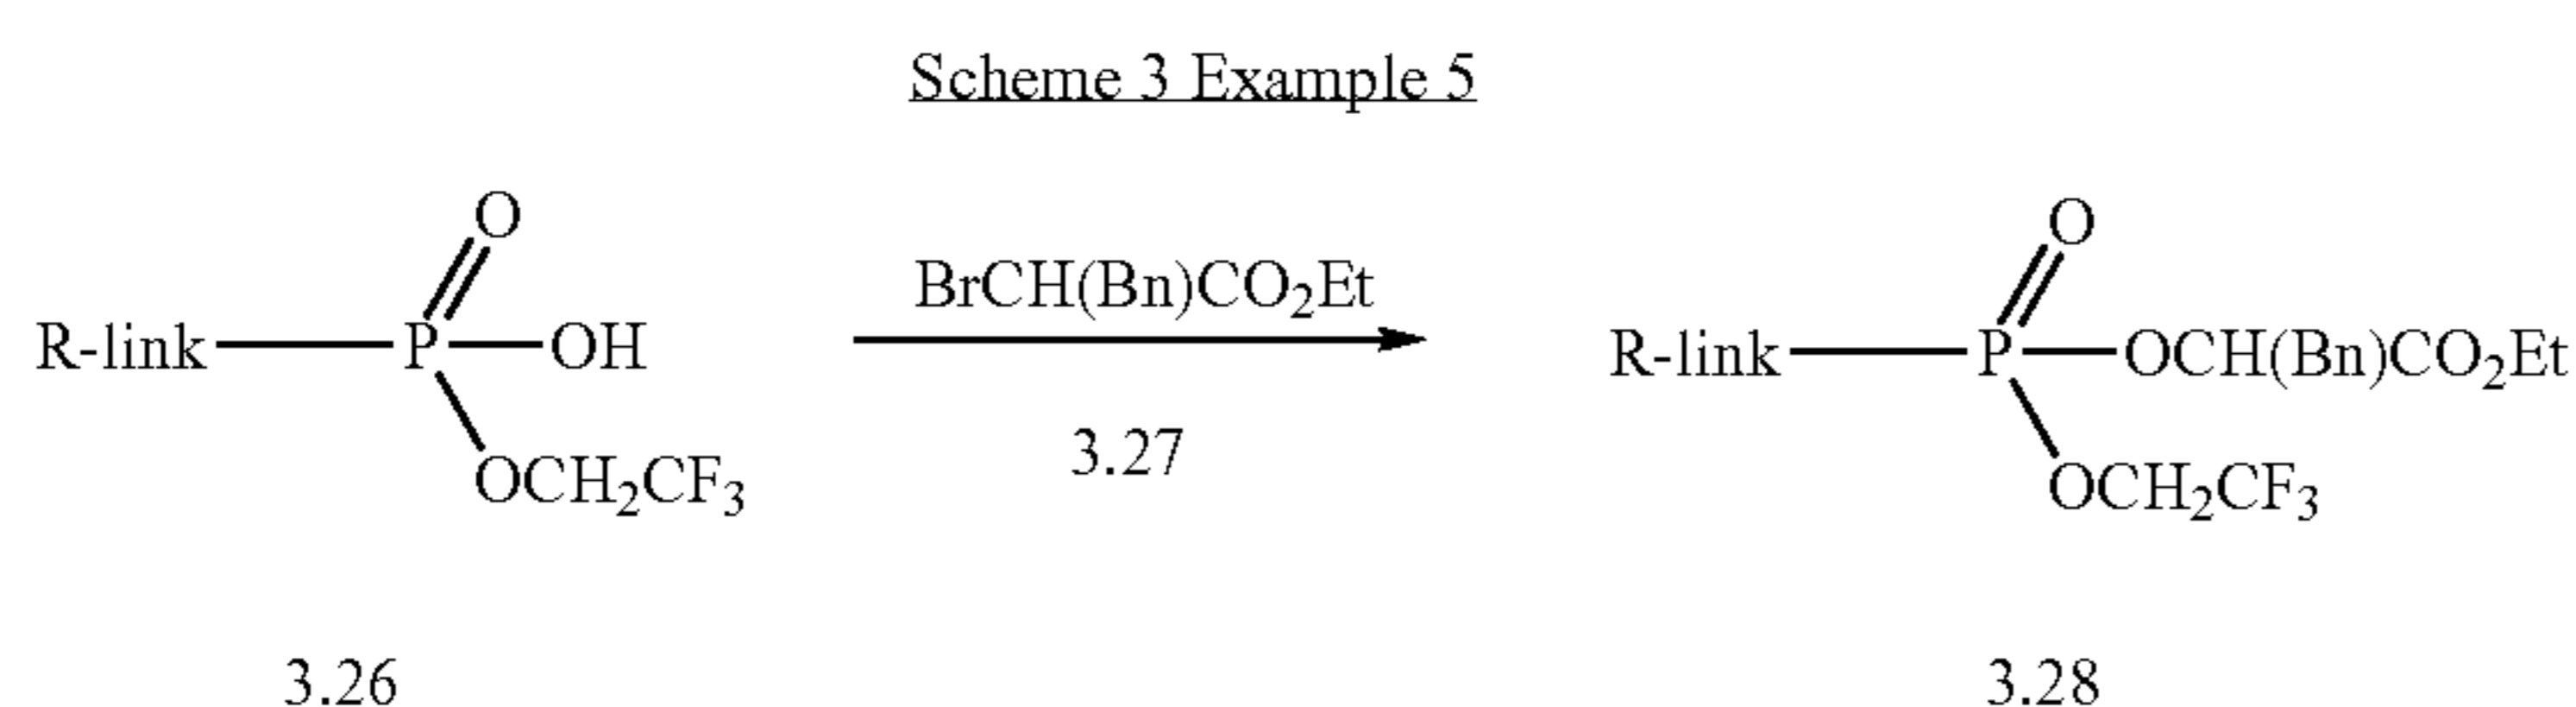 Scheme 3 Example 5
O
R-link P OH
OCH₂CF₃
3.26
BrCH(Bn)CO₂Et
3.27
O
R-link P OCH(Bn)CO₂Et
OCH₂CF₃
3.28